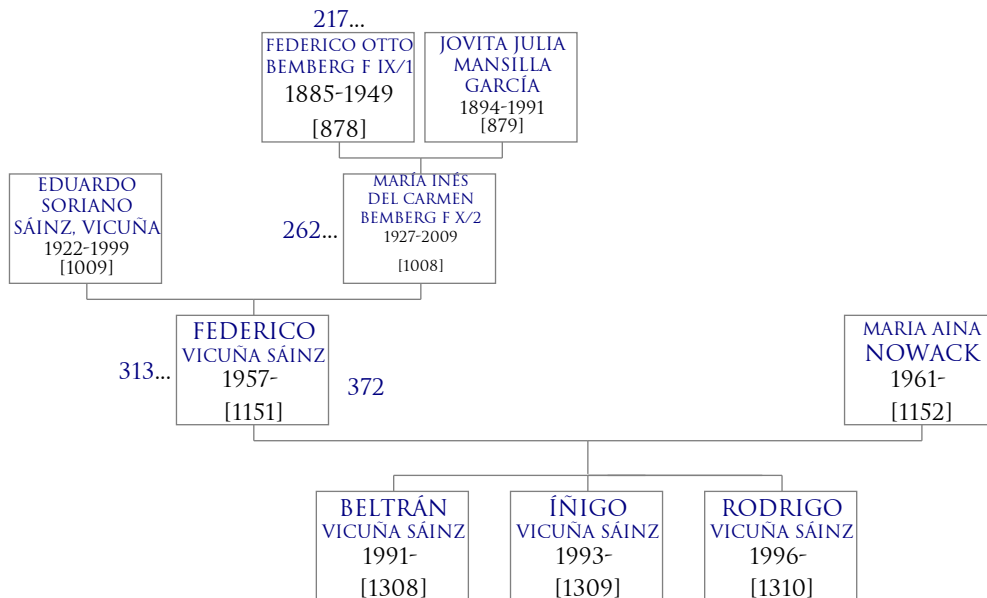 217...
FEDERICO OTTO
BEMBERG F IX/1
1885-1949
[878]
JOVITA JULIA
MANSILLA
GARCÍA
1894-1991
[879]
EDUARDO
SORIANO
SÁINZ, VICUÑA
1922-1999
[1009]
262...
MARÍA INÉS
DEL CARMEN
BEMBERG F X/2
1927-2009
[1008]
313...
FEDERICO
VICUÑA SÁINZ
1957-
[1151]
372
MARIA AINA
NOWACK
1961-
[1152]
BELTRÁN
VICUÑA SÁINZ
1991-
[1308]
ÍÑIGO
VICUÑA SÁINZ
1993-
[1309]
RODRIGO
VICUÑA SÁINZ
1996-
[1310]